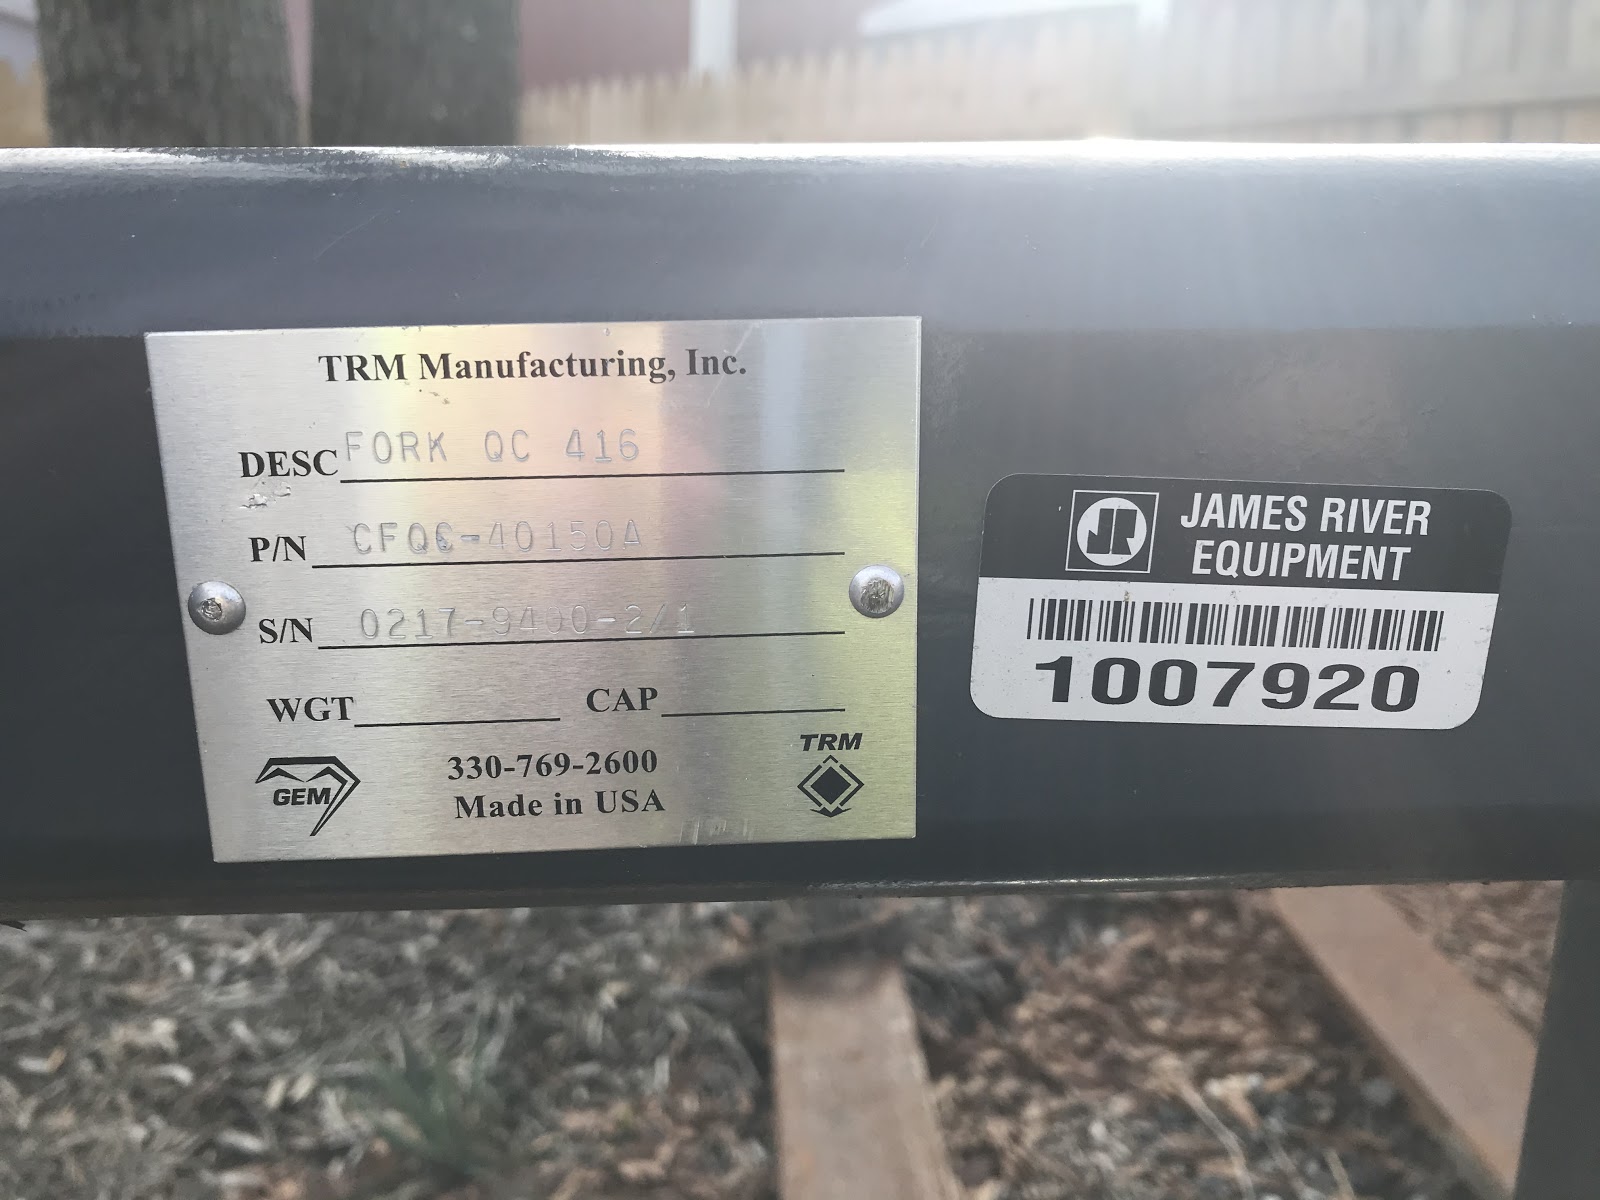 TRM Manufacturing, Inc.
DESC FORK QC 416
P/N CFQC-40150A
S/N 0217-9400-2/1
WGT CAP
GEM
330-769-2600
Made in USA
TRM
JR
JAMES RIVER
EQUIPMENT
1007920